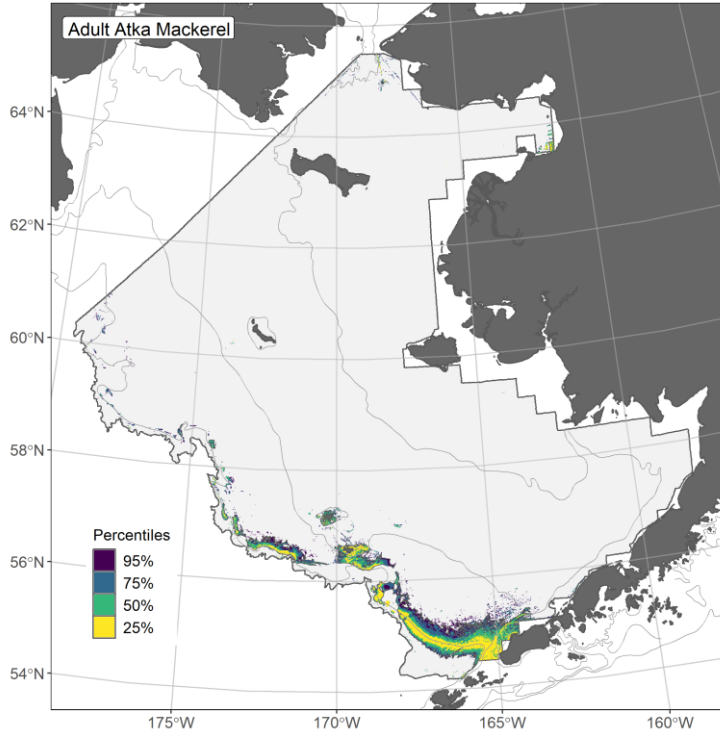 Adult Atka Mackerel
64°N
62°N
60°N
58°N
56°N
54°N
Percentiles
95%
75%
50%
25%
175°W
170°W
165°W
160°W